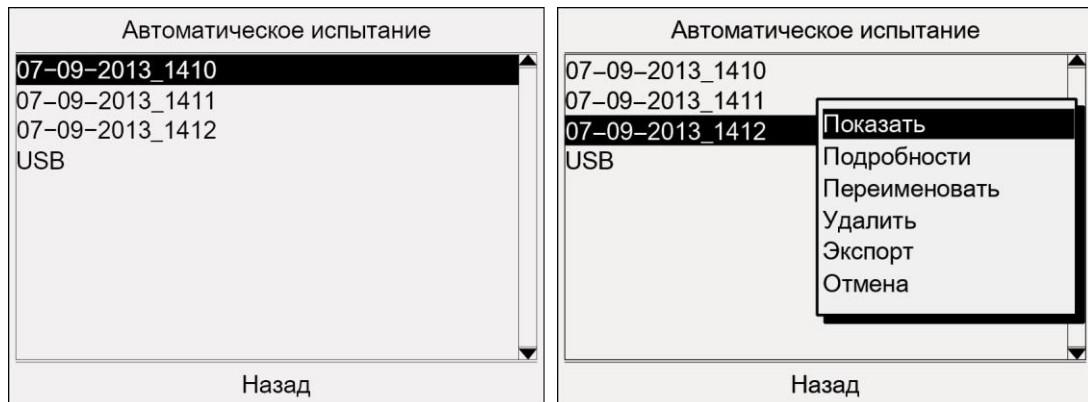 Автоматическое испытание
07-09-2013_1410
07-09-2013_1411
07-09-2013_1412
USB
Назад
Автоматическое испытание
07-09-2013_1410
07-09-2013_1411
07-09-2013_1412
USB
Показать
Подробности
Переименовать
Удалить
Экспорт
Отмена
Назад